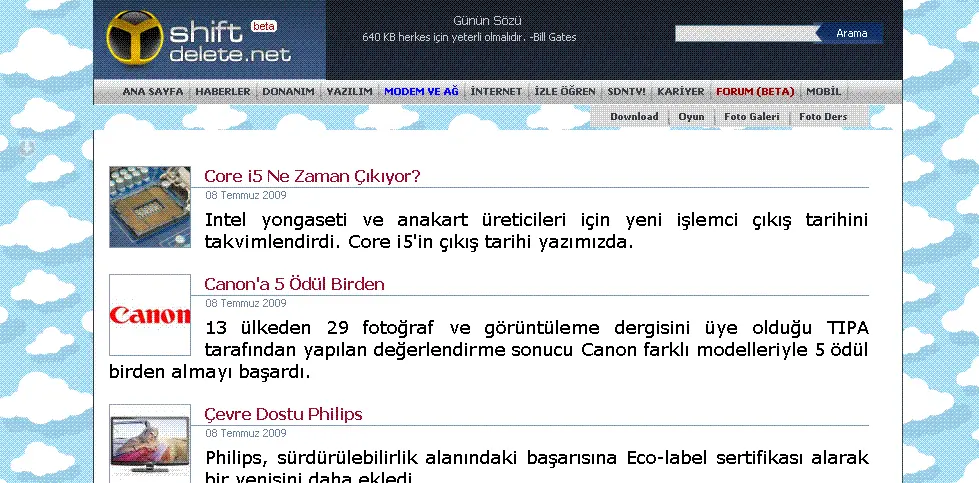 shift beta
delete.net
Günün Sözü
640 KB herkes için yeterli olmalıdır. -Bill Gates
Arama
ANA SAYFA HABERLER DONANIM YAZILIM MODEM VE AĞ İNTERNET İZLE ÖĞREN SDNTV! KARİYER FORUM (BETA) MOBİL
Download Oyun Foto Galeri Foto Ders
Core i5 Ne Zaman Çıkıyor?
08 Temmuz 2009
Intel yongaseti ve anakart üreticileri için yeni işlemci çıkış tarihini
takvimlendirdi. Core i5'in çıkış tarihi yazımızda.
Canon
Canon'a 5 Ödül Birden
08 Temmuz 2009
13 ülkeden 29 fotoğraf ve görüntüleme dergisini üye olduğu TIPA
tarafından yapılan değerlendirme sonucu Canon farklı modelleriyle 5 ödül
birden almayı başardı.
Çevre Dostu Philips
08 Temmuz 2009
Philips, sürdürülebilirlik alanındaki başarısına Eco-label sertifikası alarak
bir yenisini daha ekledi.